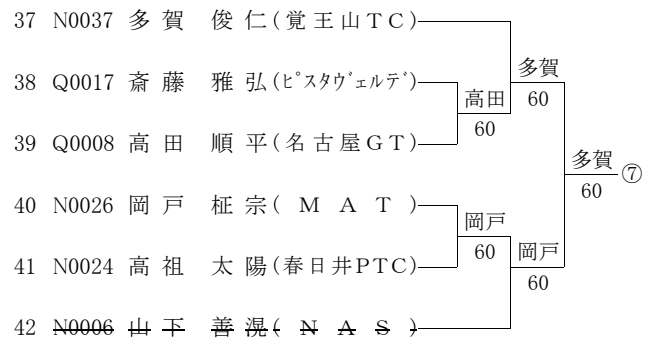 37 N0037 多賀 俊仁(覚王山TC)
多賀
38 Q0017 斎藤 雅弘(ﾋﾟｽﾀｳﾞｪﾙﾃﾞ)
高田 60
60
39 Q0008 高田 順平(名古屋GT)
多賀 ⑦
60
40 N0026 岡戸 柾宗(MAT)
岡戸
60 岡戸
41 N0024 高祖 太陽(春日井PTC)
60
42 N0006 山下 善滉(NAS)